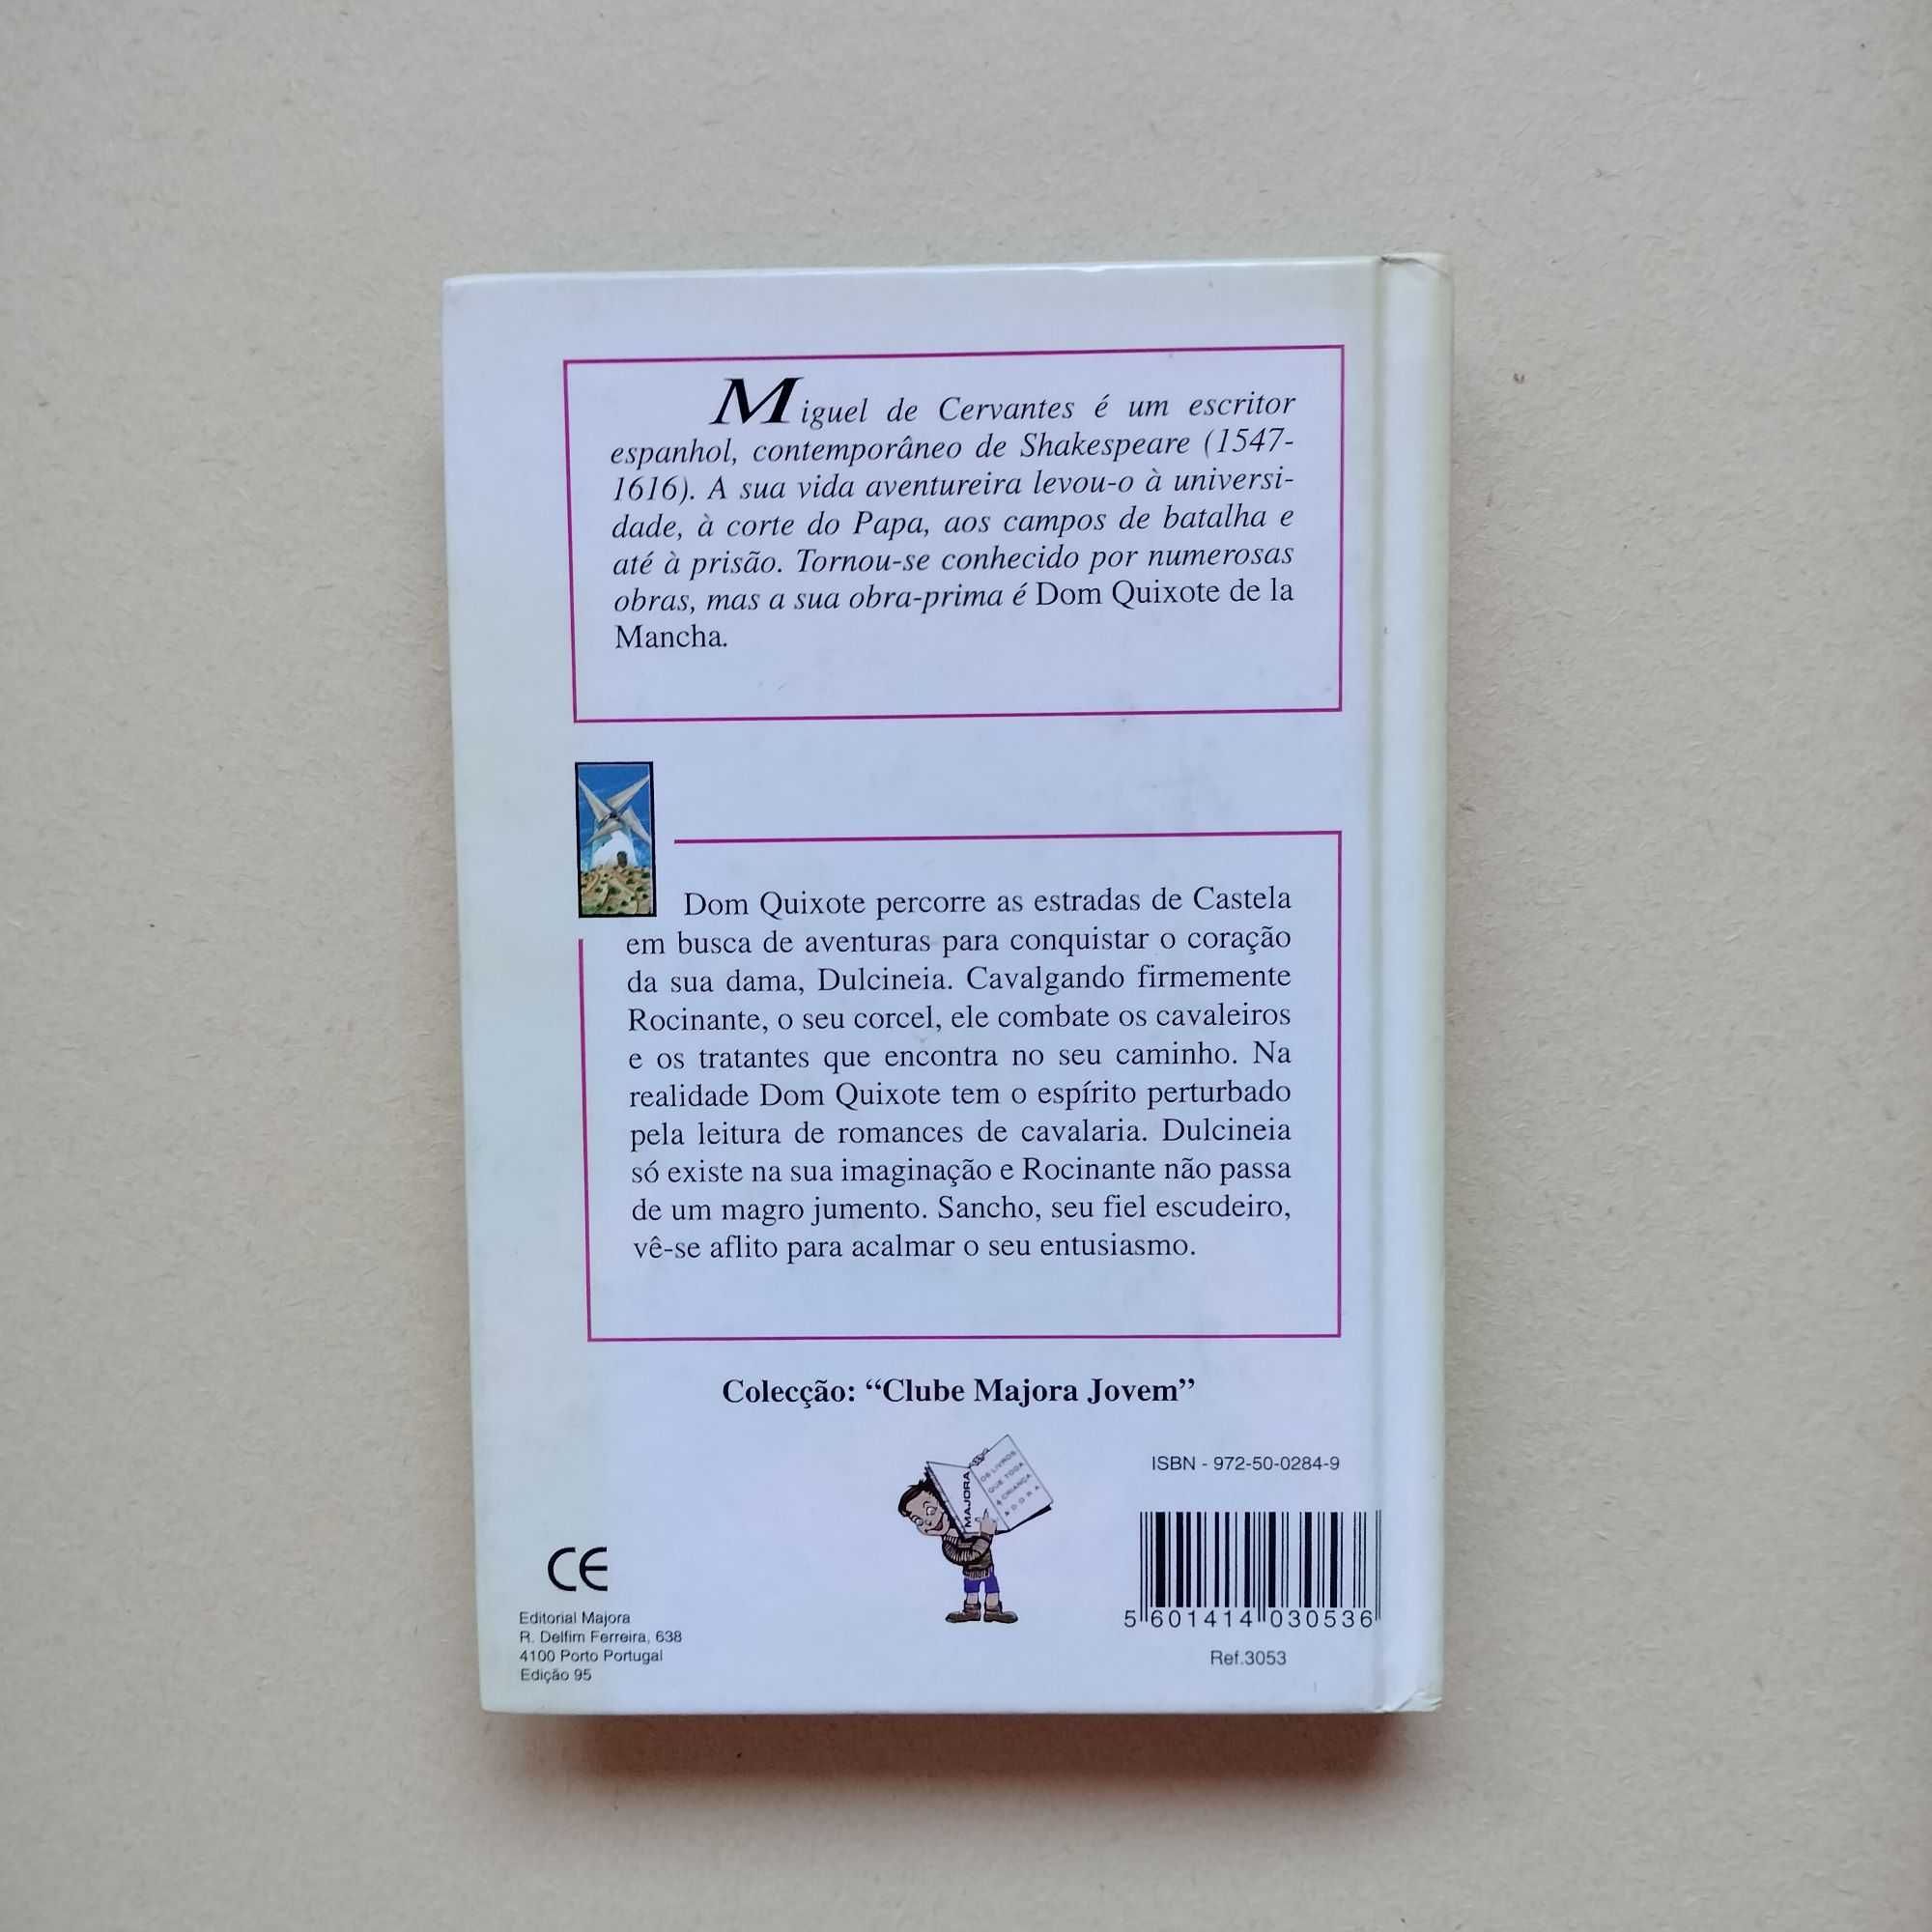 Miguel de Cervantes é um escritor
espanhol, contemporâneo de Shakespeare (1547-
1616). A sua vida aventureira levou-o à universi-
dade, à corte do Papa, aos campos de batalha e
até à prisão. Tornou-se conhecido por numerosas
obras, mas a sua obra-prima é Dom Quixote de la
Mancha.
Dom Quixote percorre as estradas de Castela
em busca de aventuras para conquistar o coração
da sua dama, Dulcineia. Cavalgando firmemente
Rocinante, o seu corcel, ele combate os cavaleiros
e os tratantes que encontra no seu caminho. Na
realidade Dom Quixote tem o espírito perturbado
pela leitura de romances de cavalaria. Dulcineia
só existe na sua imaginação e Rocinante não passa
de um magro jumento. Sancho, seu fiel escudeiro,
vê-se aflito para acalmar o seu entusiasmo.
Colecção: “Clube Majora Jovem”
MAJORA
OS LIVROS
QUE TODA
A CRIANÇA
ADORA
ISBN - 972-50-0284-9
5 601414 030536
Ref.3053
CE
Editorial Majora
R. Delfim Ferreira, 638
4100 Porto Portugal
Edição 95